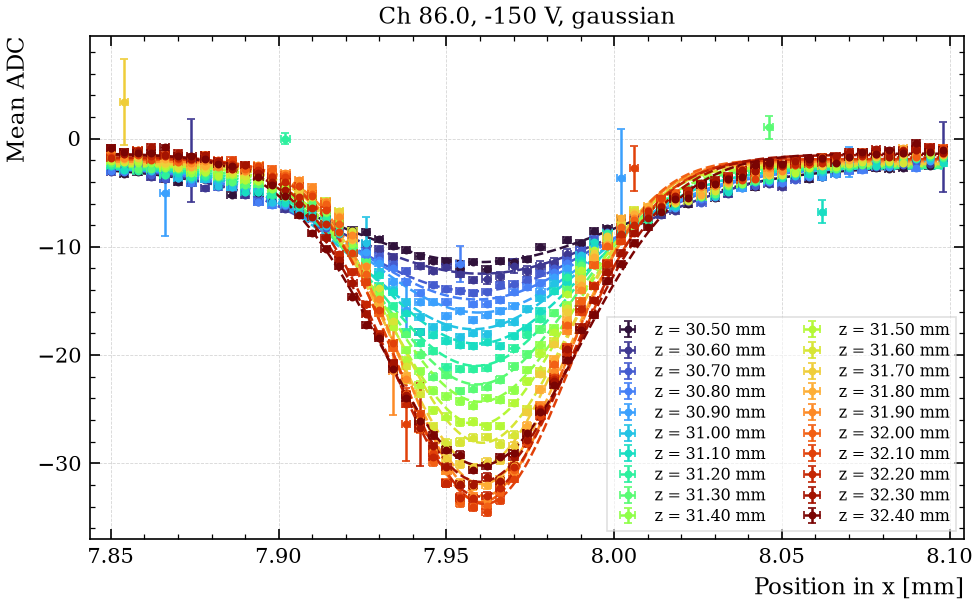 Ch 86.0, -150 V, gaussian
Mean ADC
0
−10
−20
−30
z = 30.50 mm
z = 30.60 mm
z = 30.70 mm
z = 30.80 mm
z = 30.90 mm
z = 31.00 mm
z = 31.10 mm
z = 31.20 mm
z = 31.30 mm
z = 31.40 mm
z = 31.50 mm
z = 31.60 mm
z = 31.70 mm
z = 31.80 mm
z = 31.90 mm
z = 32.00 mm
z = 32.10 mm
z = 32.20 mm
z = 32.30 mm
z = 32.40 mm
7.85 7.90 7.95 8.00 8.05 8.10
Position in x [mm]